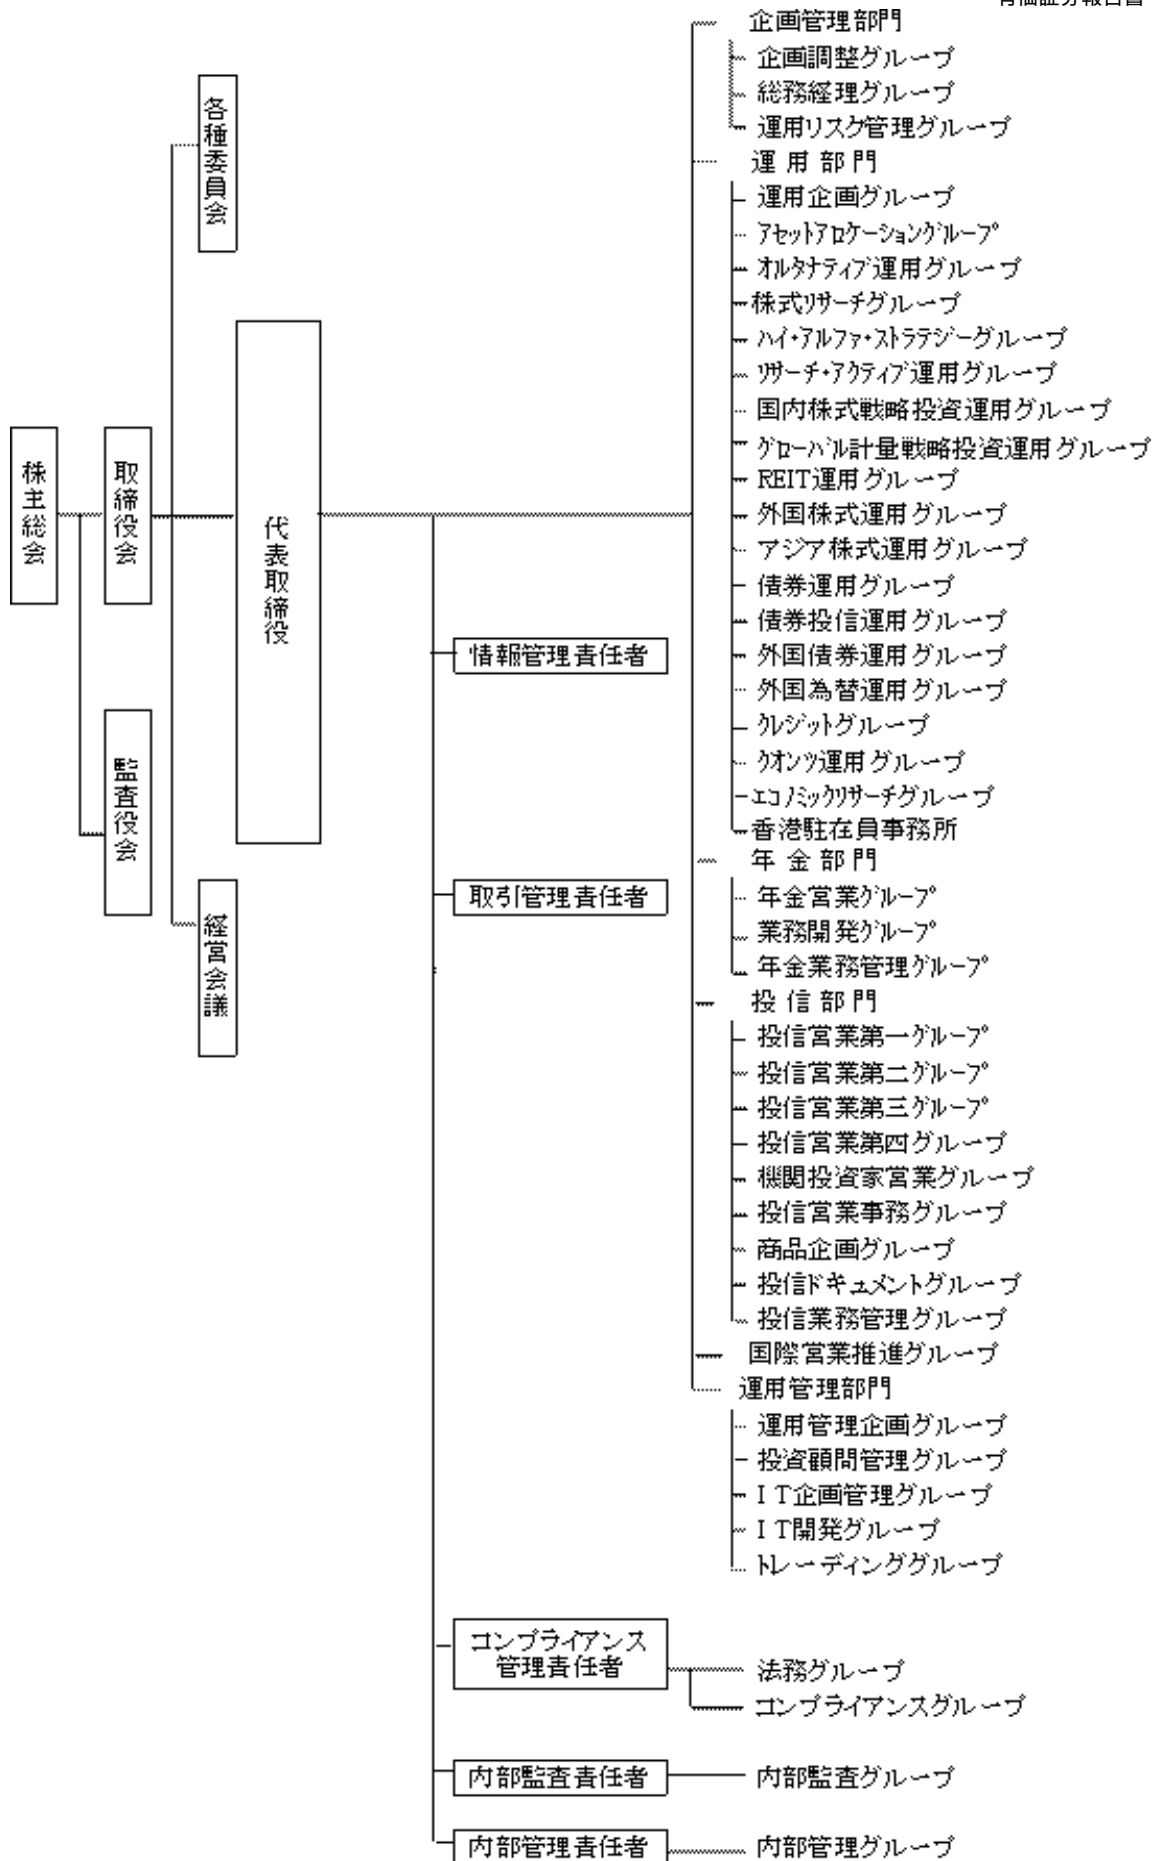 企画管理部門
企画調整グループ
総務経理グループ
運用リスク管理グループ
運用部門
運用企画グループ
アセットアロケーショングループ
オルタナティブ運用グループ
株式リサーチグループ
ハイ・アルファ・ストラテジーグループ
リサーチ・アクティブ運用グループ
国内株式戦略投資運用グループ
グローバル計量戦略投資運用グループ
REIT運用グループ
外国株式運用グループ
アジア株式運用グループ
債券運用グループ
債券投信運用グループ
外国債券運用グループ
外国為替運用グループ
クレジットグループ
クオンツ運用グループ
エコノミックリサーチグループ
香港駐在員事務所
年金部門
年金営業グループ
業務開発グループ
年金業務管理グループ
投信部門
投信営業第一グループ
投信営業第二グループ
投信営業第三グループ
投信営業第四グループ
機関投資家営業グループ
投信営業事務グループ
商品企画グループ
投信ドキュメントグループ
投信業務管理グループ
国際営業推進グループ
運用管理部門
運用管理企画グループ
投資顧問管理グループ
IT企画管理グループ
IT開発グループ
トレーディンググループ
株主総会
取締役会
監査役会
各種委員会
経営会議
代表取締役
情報管理責任者
取引管理責任者
コンプライアンス
管理責任者
法務グループ
コンプライアンスグループ
内部監査責任者
内部監査グループ
内部管理責任者
内部管理グループ